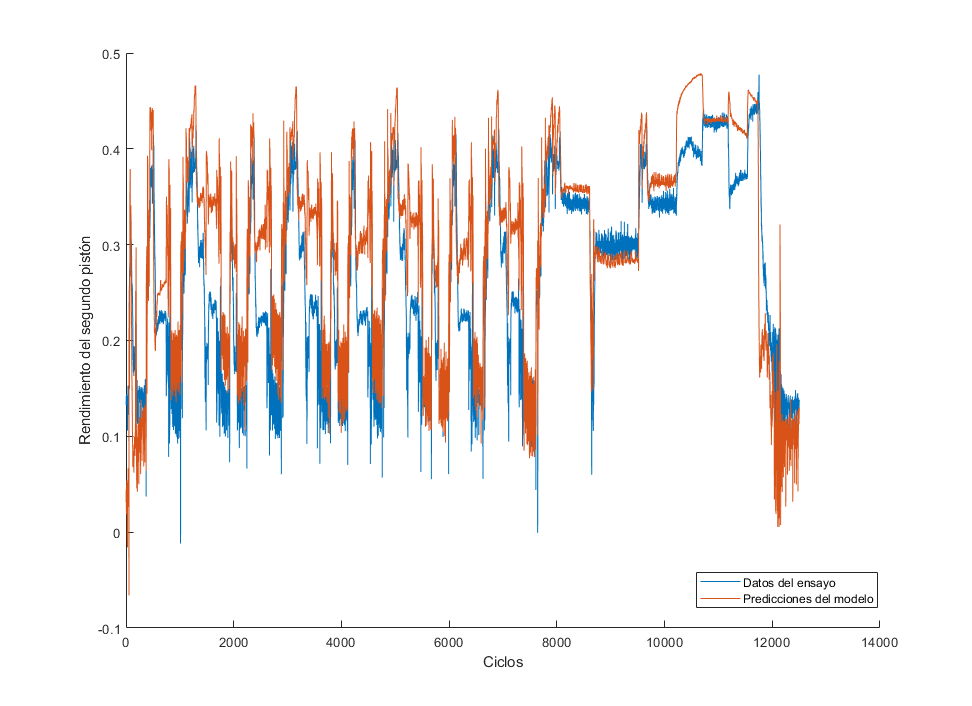 0.5
0.4
0.3
0.2
0.1
0
-0.1
Rendimiento del segundo pistón
0 2000 4000 6000 8000 10000 12000 14000
Ciclos
Datos del ensayo
Predicciones del modelo